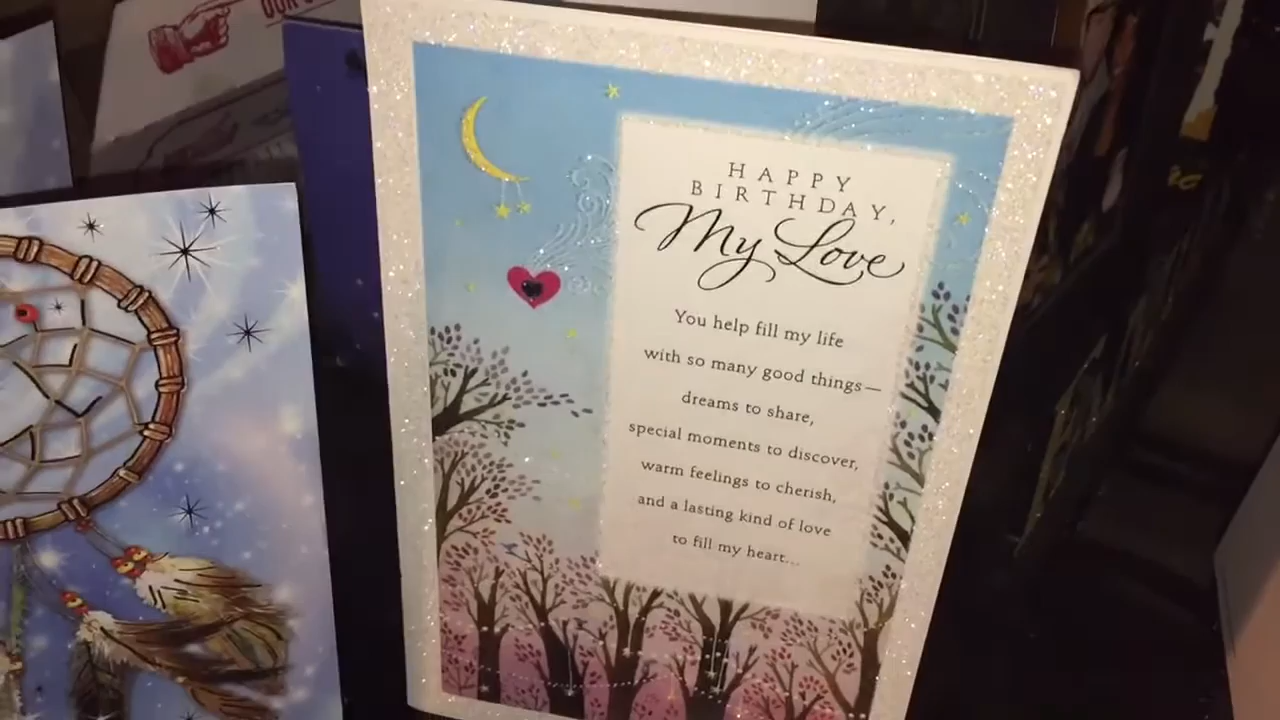 OUR
HAPPY
BIRTHDAY,
My Love
You help fill my life
with so many good things—
dreams to share,
special moments to discover,
warm feelings to cherish,
and a lasting kind of love
to fill my heart...